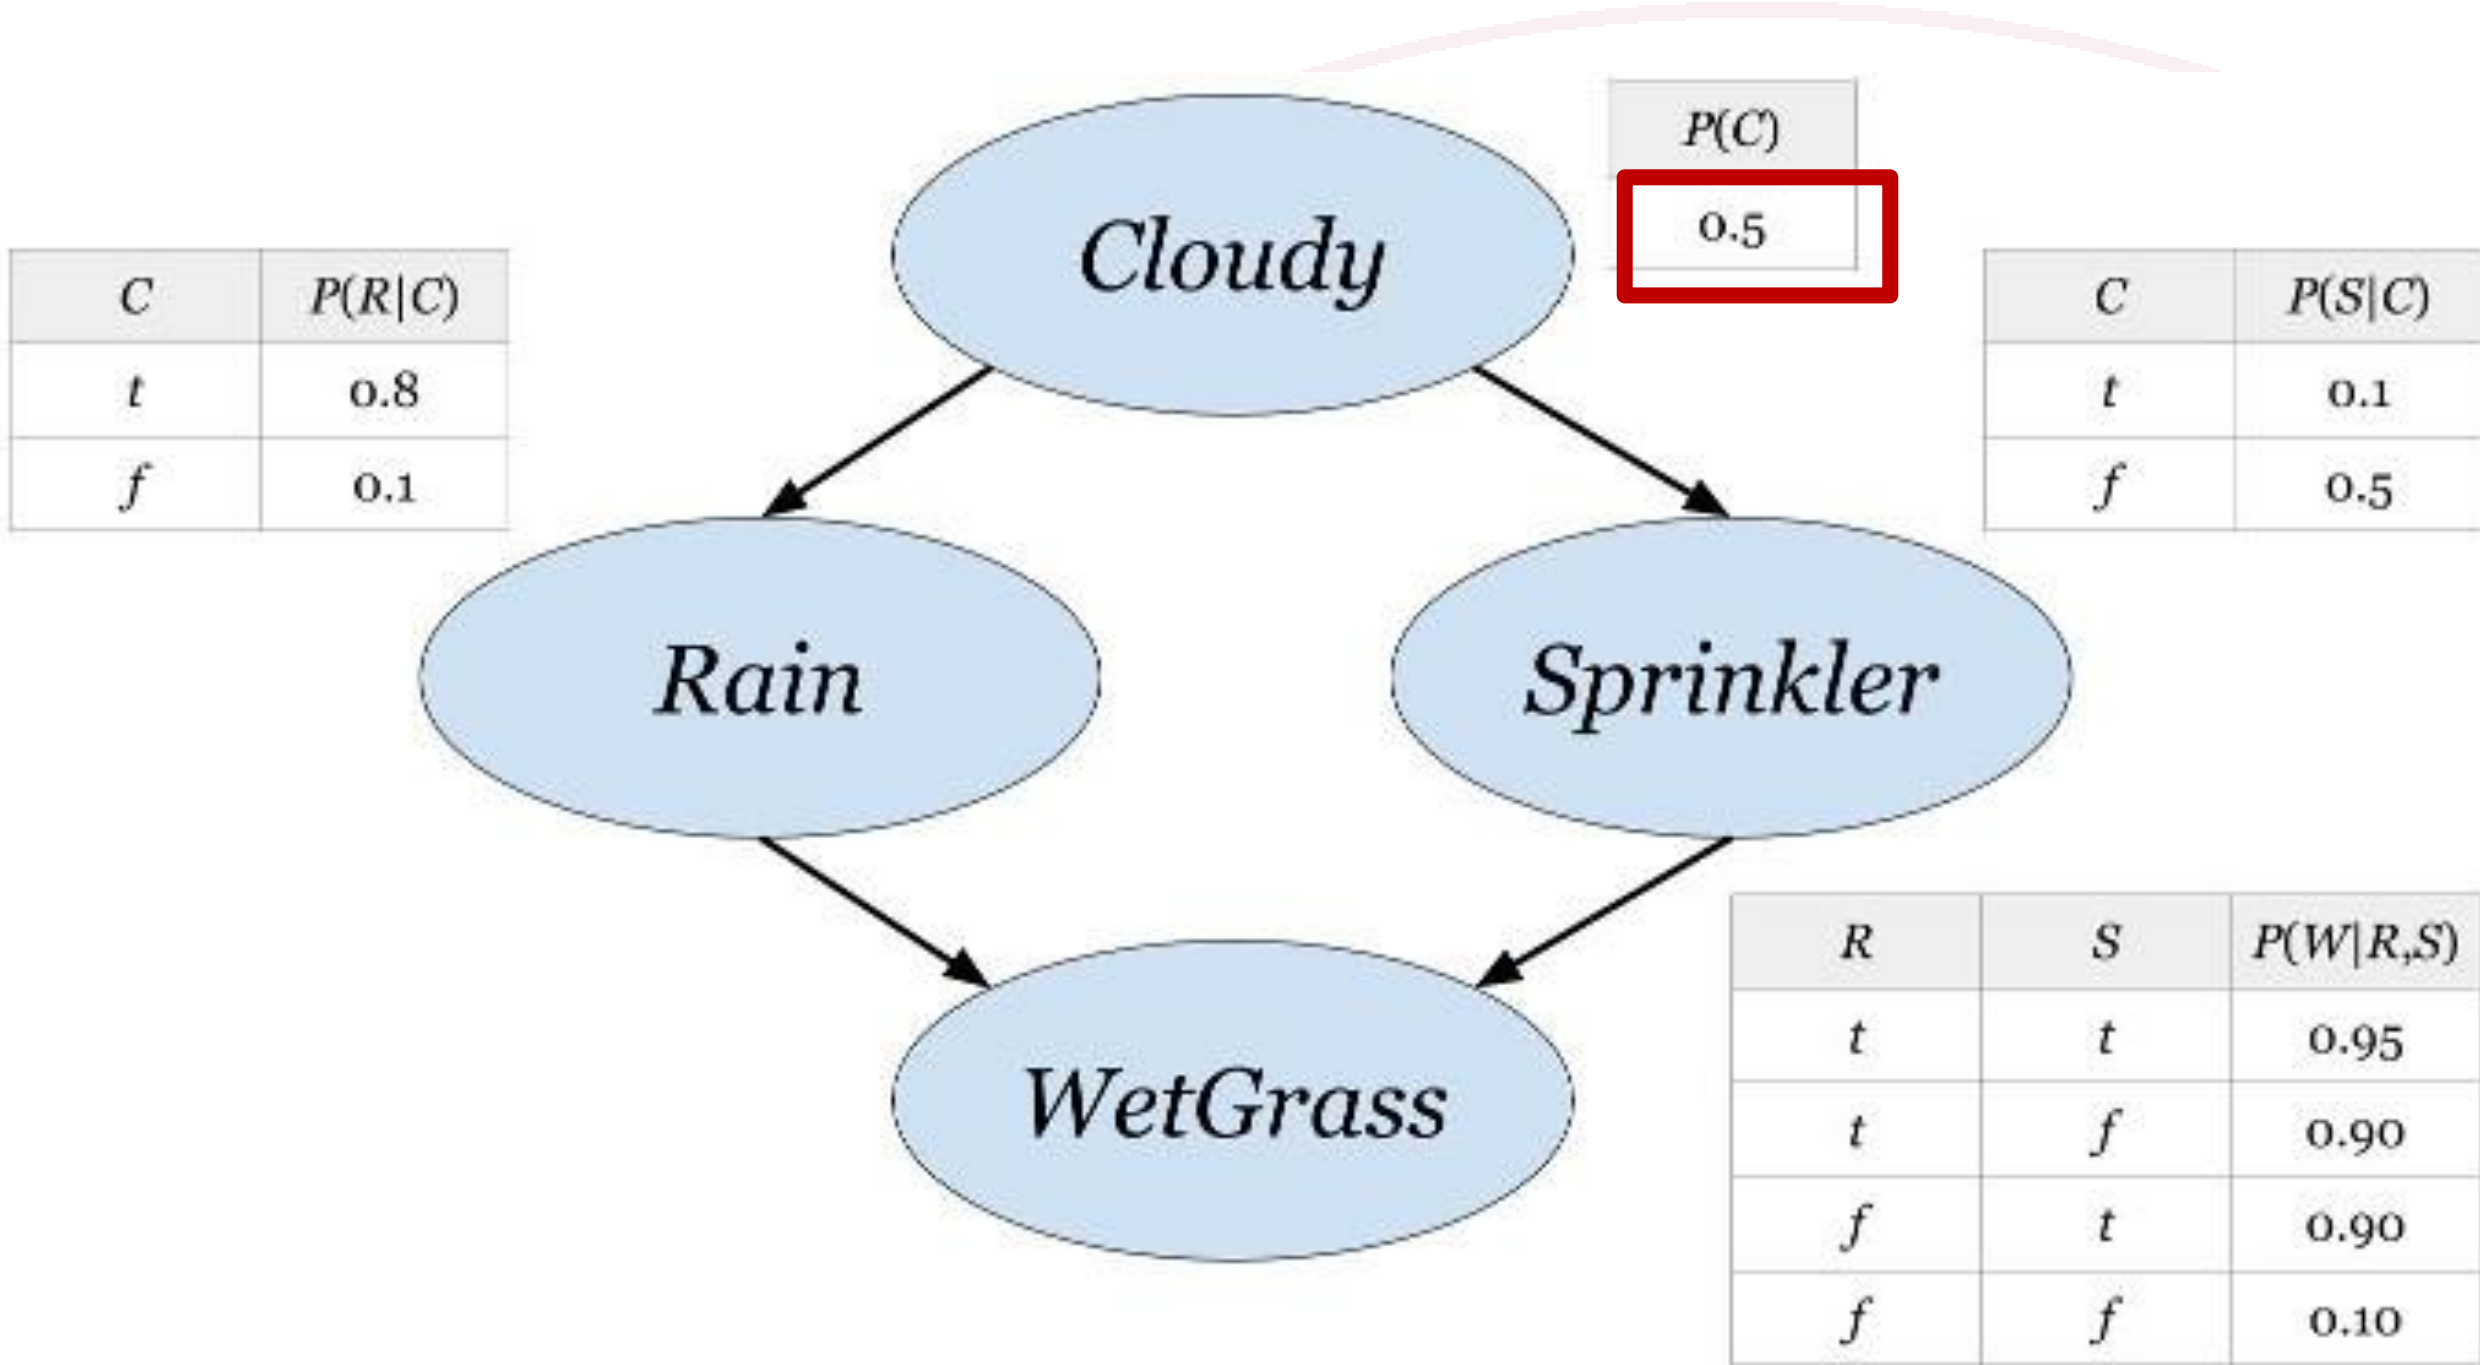 P(C)
0.5
Cloudy
C P(R|C)
t 0.8
f 0.1
C P(S|C)
t 0.1
f 0.5
Rain
Sprinkler
WetGrass
R S P(W|R,S)
t t 0.95
t f 0.90
f t 0.90
f f 0.10